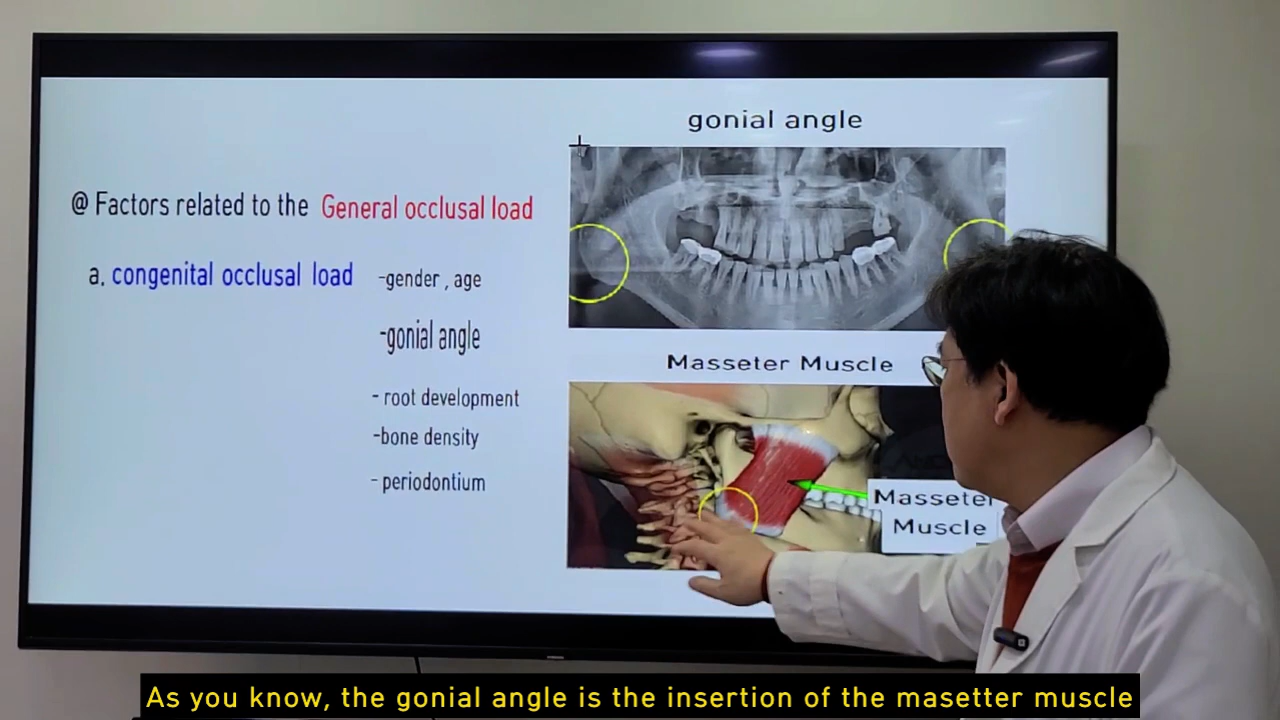 gonial angle
@ Factors related to the General occlusal load
a. congenital occlusal load -gender , age
-gonial angle
- root development
-bone density
- periodontium
Masseter Muscle
Masseter
Muscle
As you know, the gonial angle is the insertion of the masetter muscle